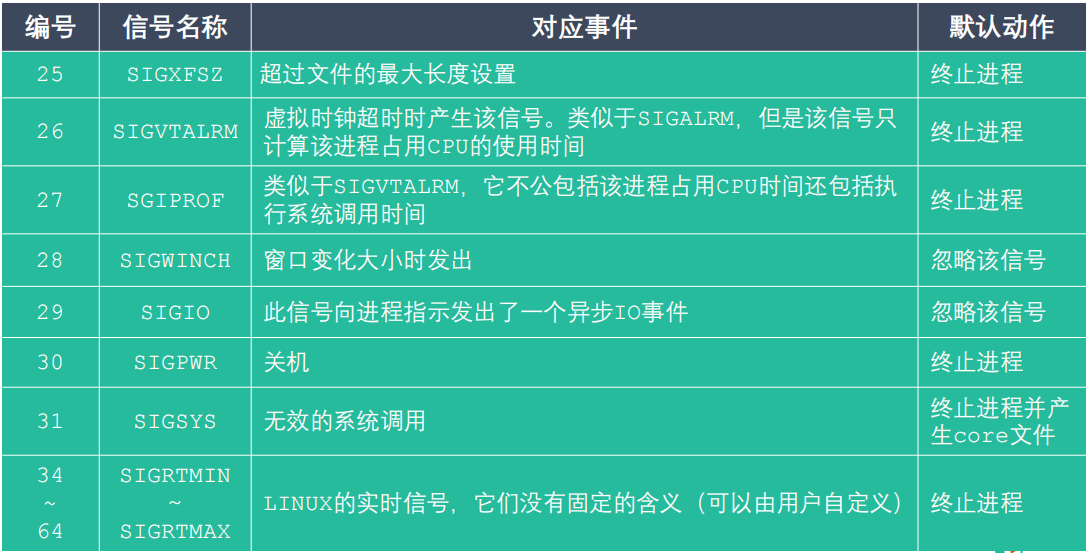 编号 信号名称 对应事件 默认动作
25 SIGXFSZ 超过文件的最大长度设置 终止进程
26 SIGVTALRM 虚拟时钟超时时产生该信号。类似于SIGALRM，但是该信号只
计算该进程占用CPU的使用时间 终止进程
27 SGIPROF 类似于SIGVTALRM，它不公包括该进程占用CPU时间还包括执
行系统调用时间 终止进程
28 SIGWINCH 窗口变化大小时发出 忽略该信号
29 SIGIO 此信号向进程指示发出了一个异步IO事件 忽略该信号
30 SIGPWR 关机 终止进程
31 SIGSYS 无效的系统调用 终止进程并产
生core文件
34 SIGRTMIN
~ ~ LINUX的实时信号，它们没有固定的含义（可以由用户自定义） 终止进程
64 SIGRTMAX